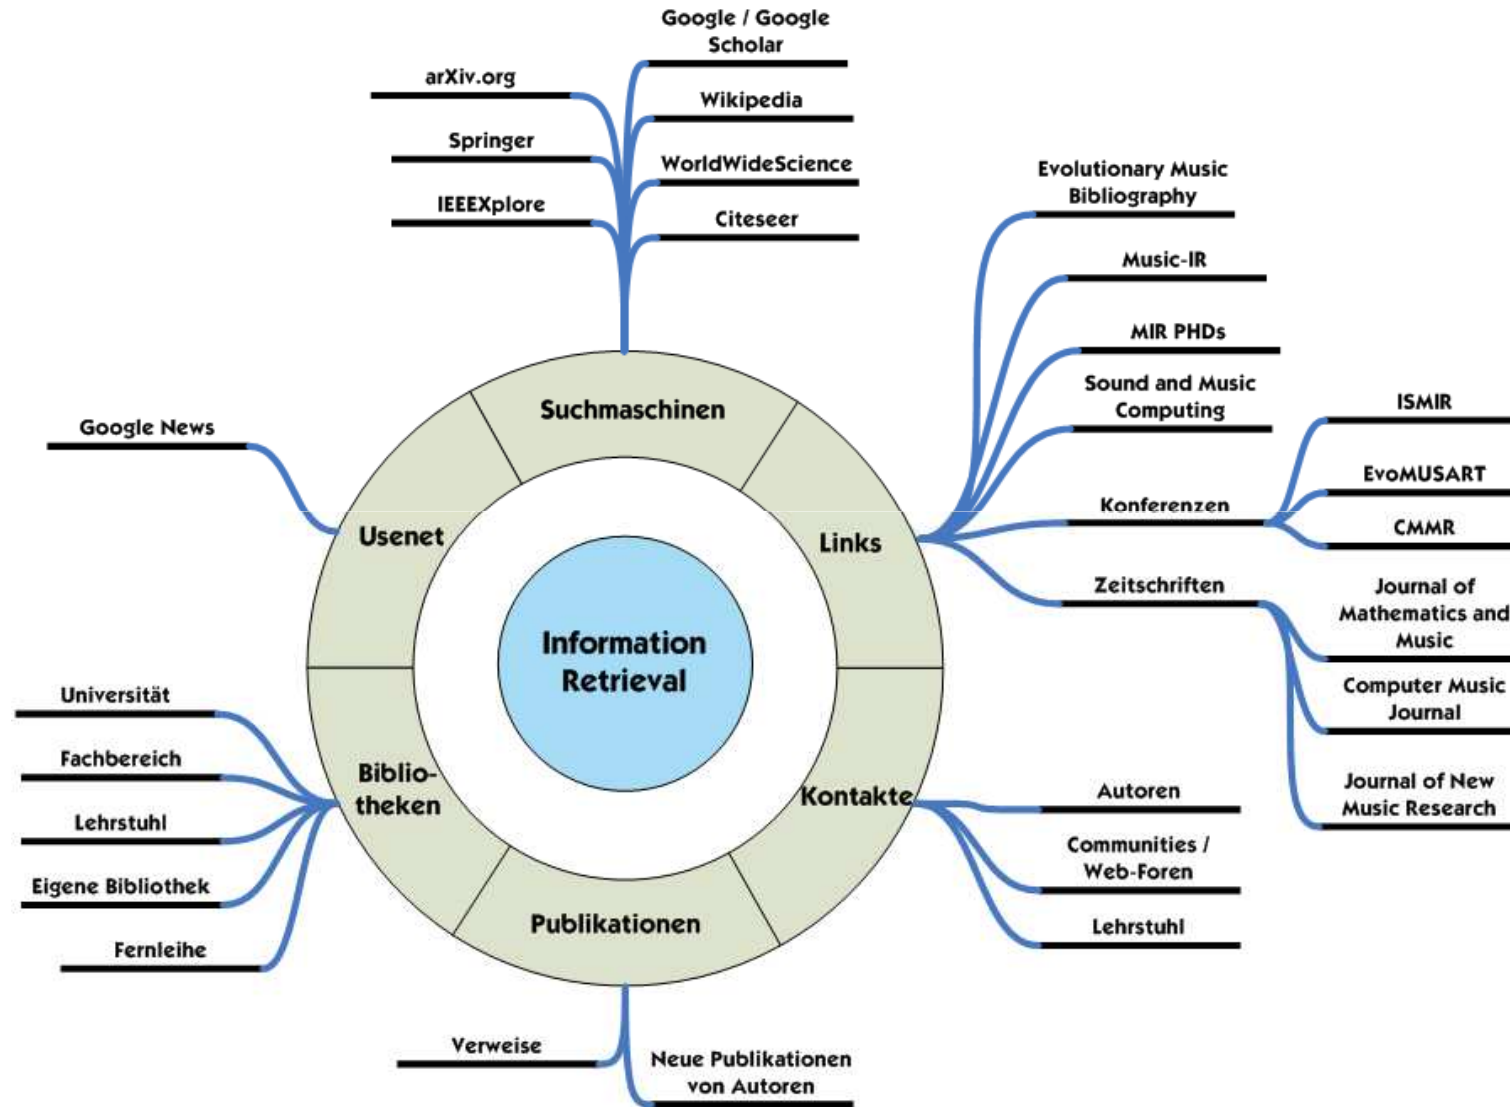 Google / Google
Scholar
arXiv.org
Wikipedia
Springer
WorldWideScience
IEEEXplore
Citeseer
Evolutionary Music
Bibliography
Music-IR
MIR PHDs
Sound and Music
Computing
Konferenzen
ISMIR
EvoMUSART
CMMR
Zeitschriften
Journal of
Mathematics and
Music
Computer Music
Journal
Journal of New
Music Research
Suchmaschinen
Links
Google News
Usenet
Information
Retrieval
Universität
Fachbereich
Lehrstuhl
Eigene Bibliothek
Fernleihe
Biblio-
theken
Kontakte
Autoren
Communities /
Web-Foren
Lehrstuhl
Publikationen
Verweise
Neue Publikationen
von Autoren